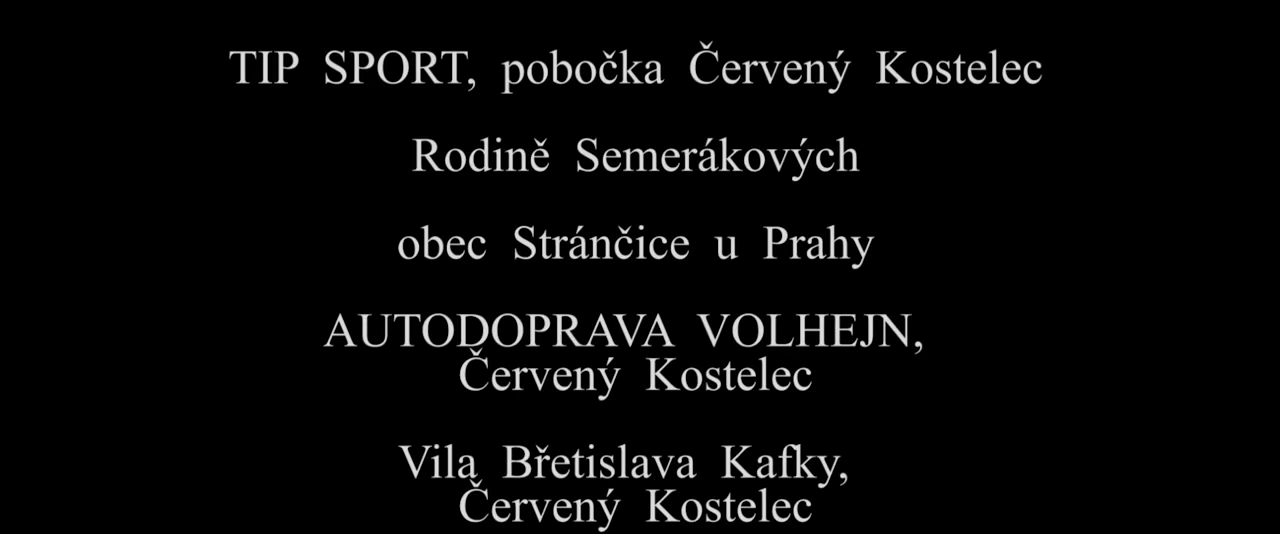 TIP SPORT, pobočka Červený Kostelec
Rodině Semerákových
obec Stránčice u Prahy
AUTODOPRAVA VOLHEJN,
Červený Kostelec
Vila Břetislava Kafky,
Červený Kostelec